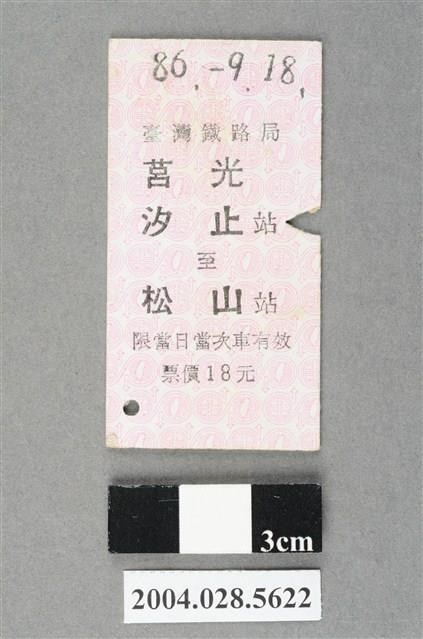 86.-9.18.
臺灣鐵路局
莒光
汐止站
至
松山站
限當日當次車有效
票價18元
3cm
2004.028.5622